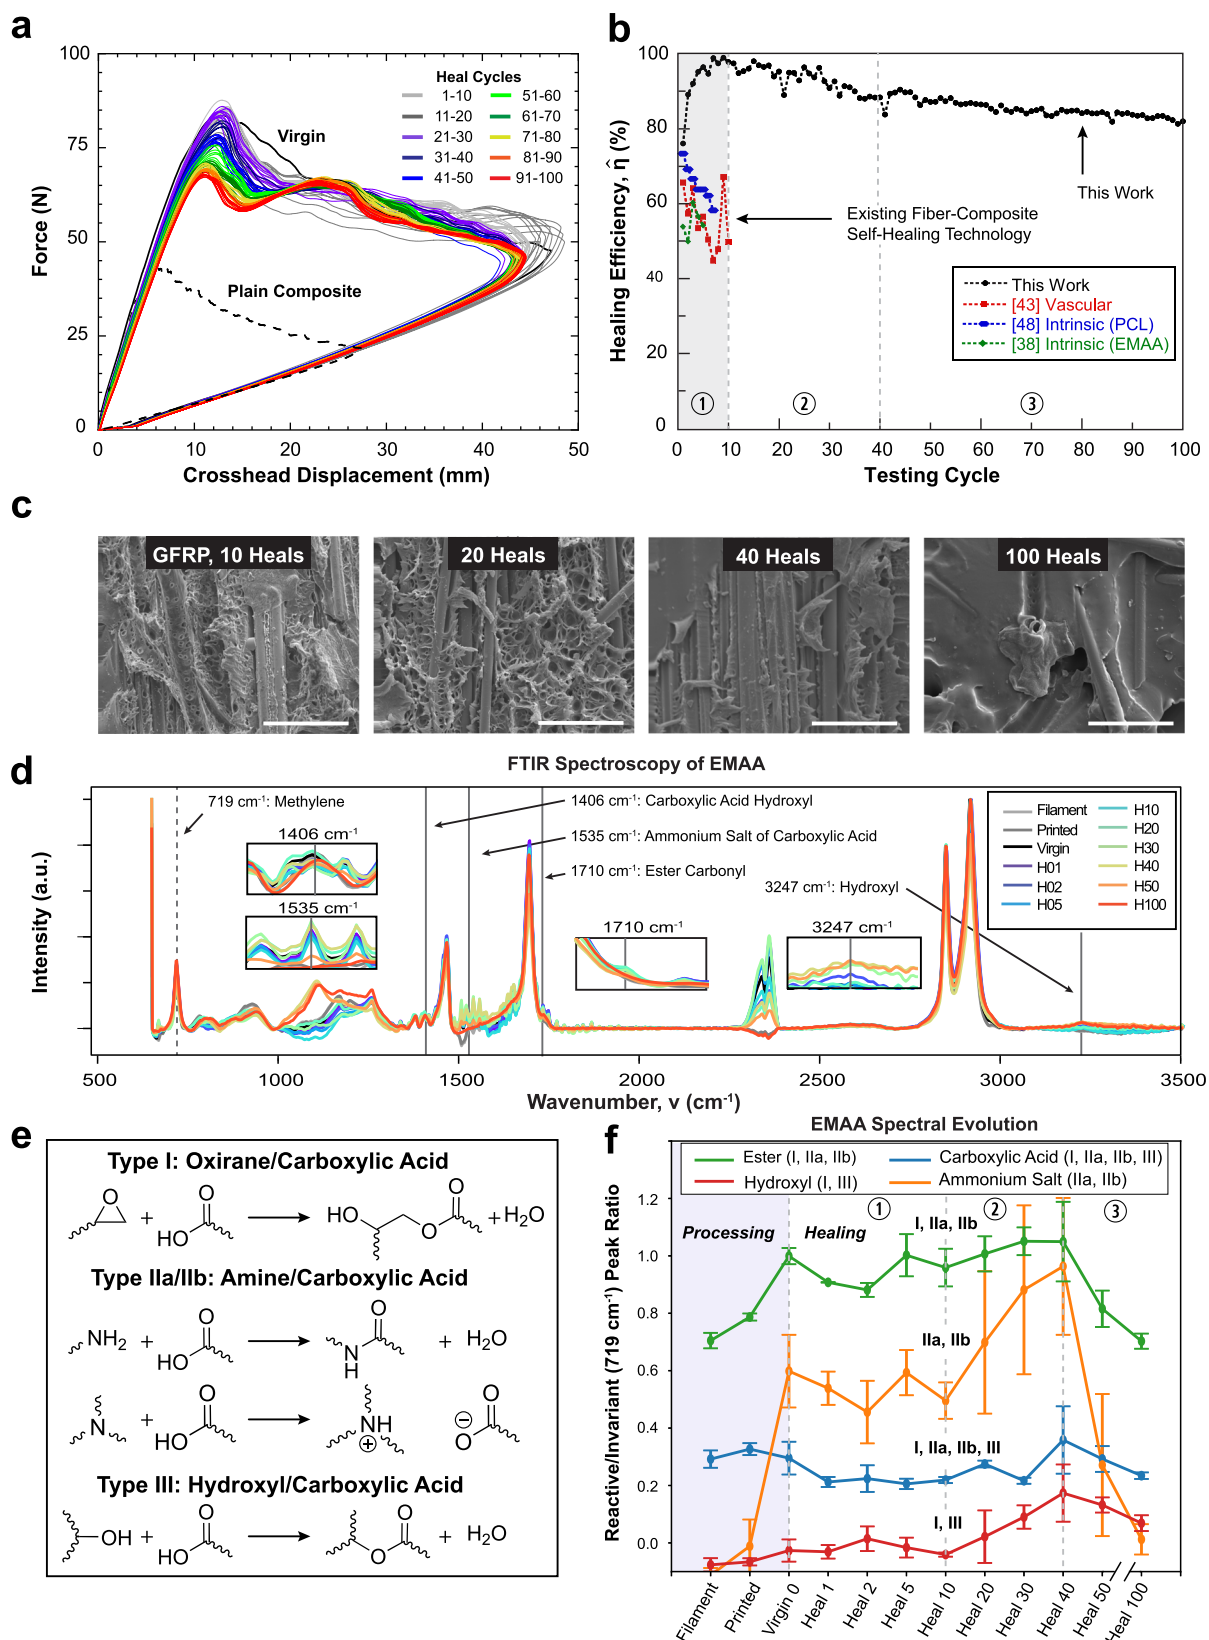 a
100
75
50
25
0
Force (N)
0
10
20
30
40
50
Crosshead Displacement (mm)
Heal Cycles
1-10
11-20
21-30
31-40
41-50
51-60
61-70
71-80
81-90
91-100
Virgin
Plain Composite
b
100
80
60
40
20
0
Healing Efficiency, η̂ (%)
0
10
20
30
40
50
60
70
80
90
100
Testing Cycle
This Work
Existing Fiber-Composite
Self-Healing Technology
This Work
[43] Vascular
[48] Intrinsic (PCL)
[38] Intrinsic (EMAA)
①
②
③
c
GFRP, 10 Heals
20 Heals
40 Heals
100 Heals
d
FTIR Spectroscopy of EMAA
719 cm⁻¹: Methylene
1406 cm⁻¹: Carboxylic Acid Hydroxyl
1535 cm⁻¹: Ammonium Salt of Carboxylic Acid
1710 cm⁻¹: Ester Carbonyl
3247 cm⁻¹: Hydroxyl
1406 cm⁻¹
1535 cm⁻¹
1710 cm⁻¹
3247 cm⁻¹
Filament
Printed
Virgin
H01
H02
H05
H10
H20
H30
H40
H50
H100
Intensity (a.u.)
500
1000
1500
2000
2500
3000
3500
Wavenumber, ν (cm⁻¹)
e
Type I: Oxirane/Carboxylic Acid
O
+
HO
O
HO
O
O
+H₂O
Type IIa/IIb: Amine/Carboxylic Acid
NH₂
+
HO
O
N
H
O
+
H₂O
N
+
HO
O
NH
⊕
⊖
O
O
Type III: Hydroxyl/Carboxylic Acid
OH
+
HO
O
O
O
+
H₂O
f
EMAA Spectral Evolution
Ester (I, IIa, IIb)
Hydroxyl (I, III)
Carboxylic Acid (I, IIa, IIb, III)
Ammonium Salt (IIa, IIb)
Processing
Healing
①
②
③
I, IIa, IIb
IIa, IIb
I, IIa, IIb, III
I, III
1.2
1.0
0.8
0.6
0.4
0.2
0.0
Reactive/Invariant (719 cm⁻¹) Peak Ratio
Filament
Printed
Virgin 0
Heal 1
Heal 2
Heal 5
Heal 10
Heal 20
Heal 30
Heal 40
Heal 50
Heal 100